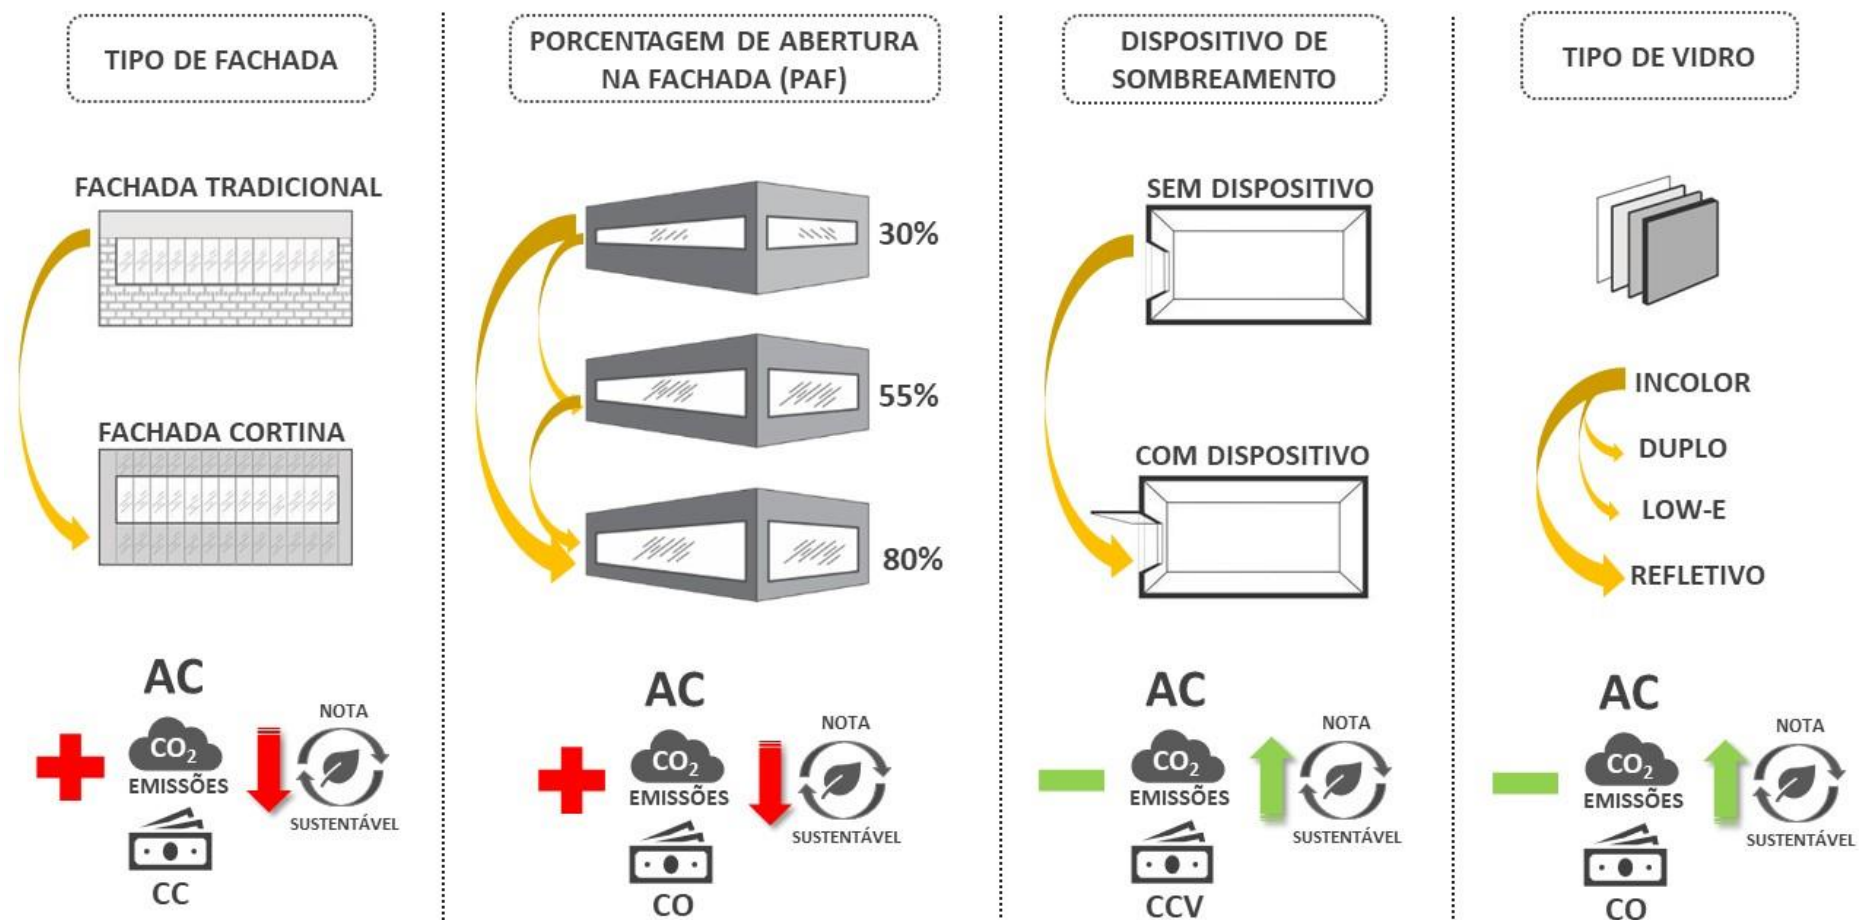 TIPO DE FACHADA
FACHADA TRADICIONAL
FACHADA CORTINA
AC
CO₂
EMISSÕES
CC
NOTA
SUSTENTÁVEL
PORCENTAGEM DE ABERTURA
NA FACHADA (PAF)
30%
55%
80%
AC
CO₂
EMISSÕES
CO
NOTA
SUSTENTÁVEL
DISPOSITIVO DE
SOMBREAMENTO
SEM DISPOSITIVO
COM DISPOSITIVO
AC
CO₂
EMISSÕES
CCV
NOTA
SUSTENTÁVEL
TIPO DE VIDRO
INCOLOR
DUPLO
LOW-E
REFLETIVO
AC
CO₂
EMISSÕES
CO
NOTA
SUSTENTÁVEL